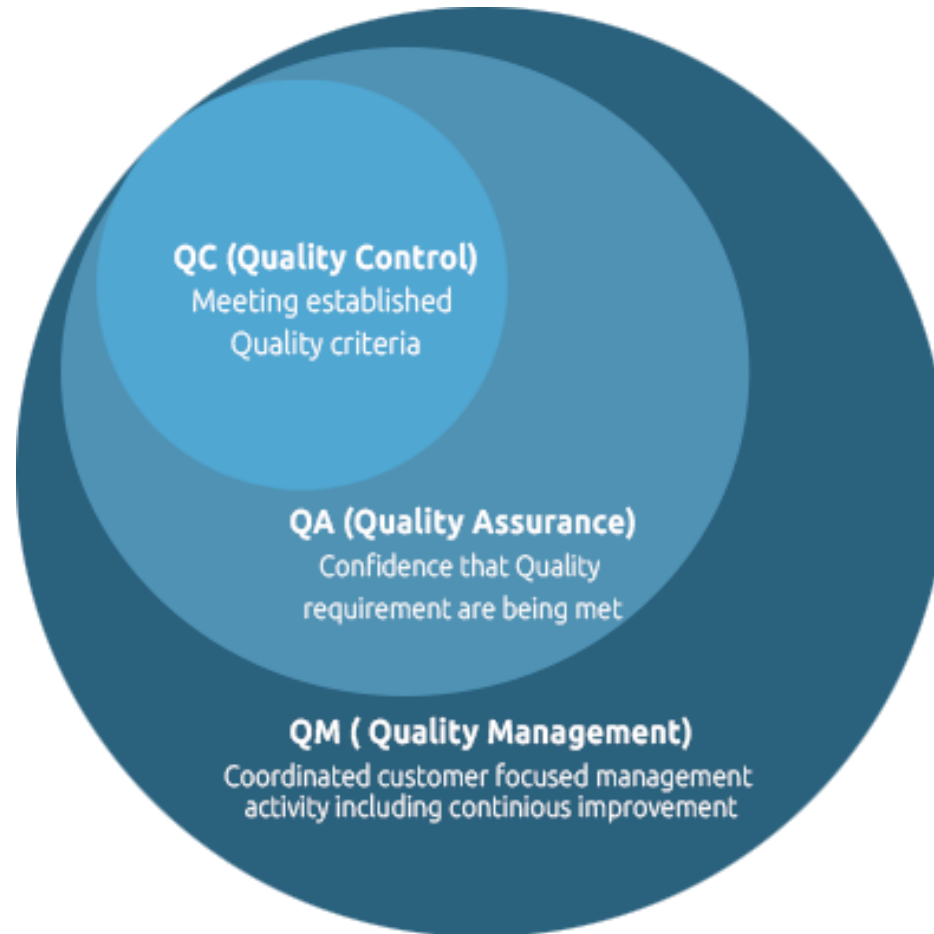 QC (Quality Control)
Meeting established
Quality criteria
QA (Quality Assurance)
Confidence that Quality
requirement are being met
QM ( Quality Management)
Coordinated customer focused management
activity including continious improvement